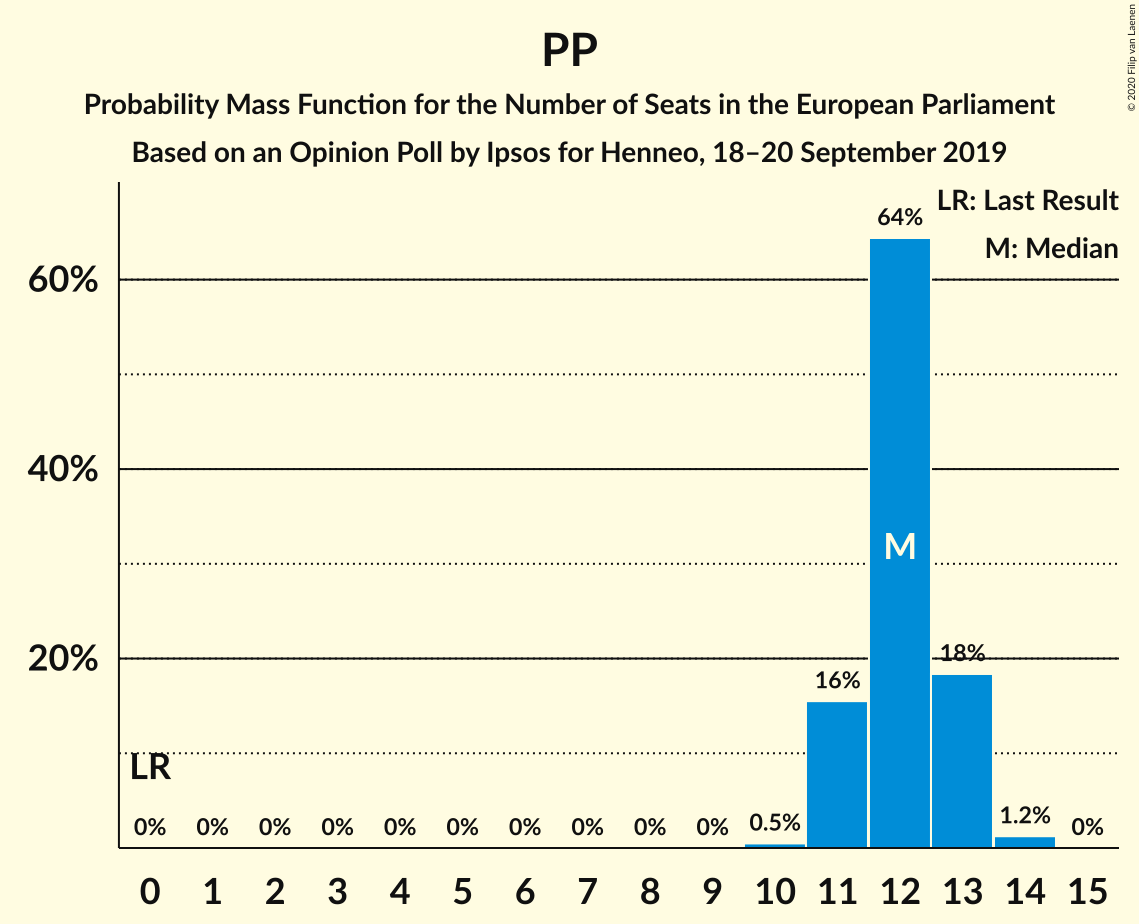 PP
Probability Mass Function for the Number of Seats in the European Parliament
Based on an Opinion Poll by Ipsos for Henneo, 18–20 September 2019
© 2020 Filip van Laenen
LR: Last Result
M: Median
64%
60%
40%
M
20%
18%
16%
LR
0% 0% 0% 0% 0% 0% 0% 0% 0% 0% 0.5% 1.2% 0%
0 1 2 3 4 5 6 7 8 9 10 11 12 13 14 15